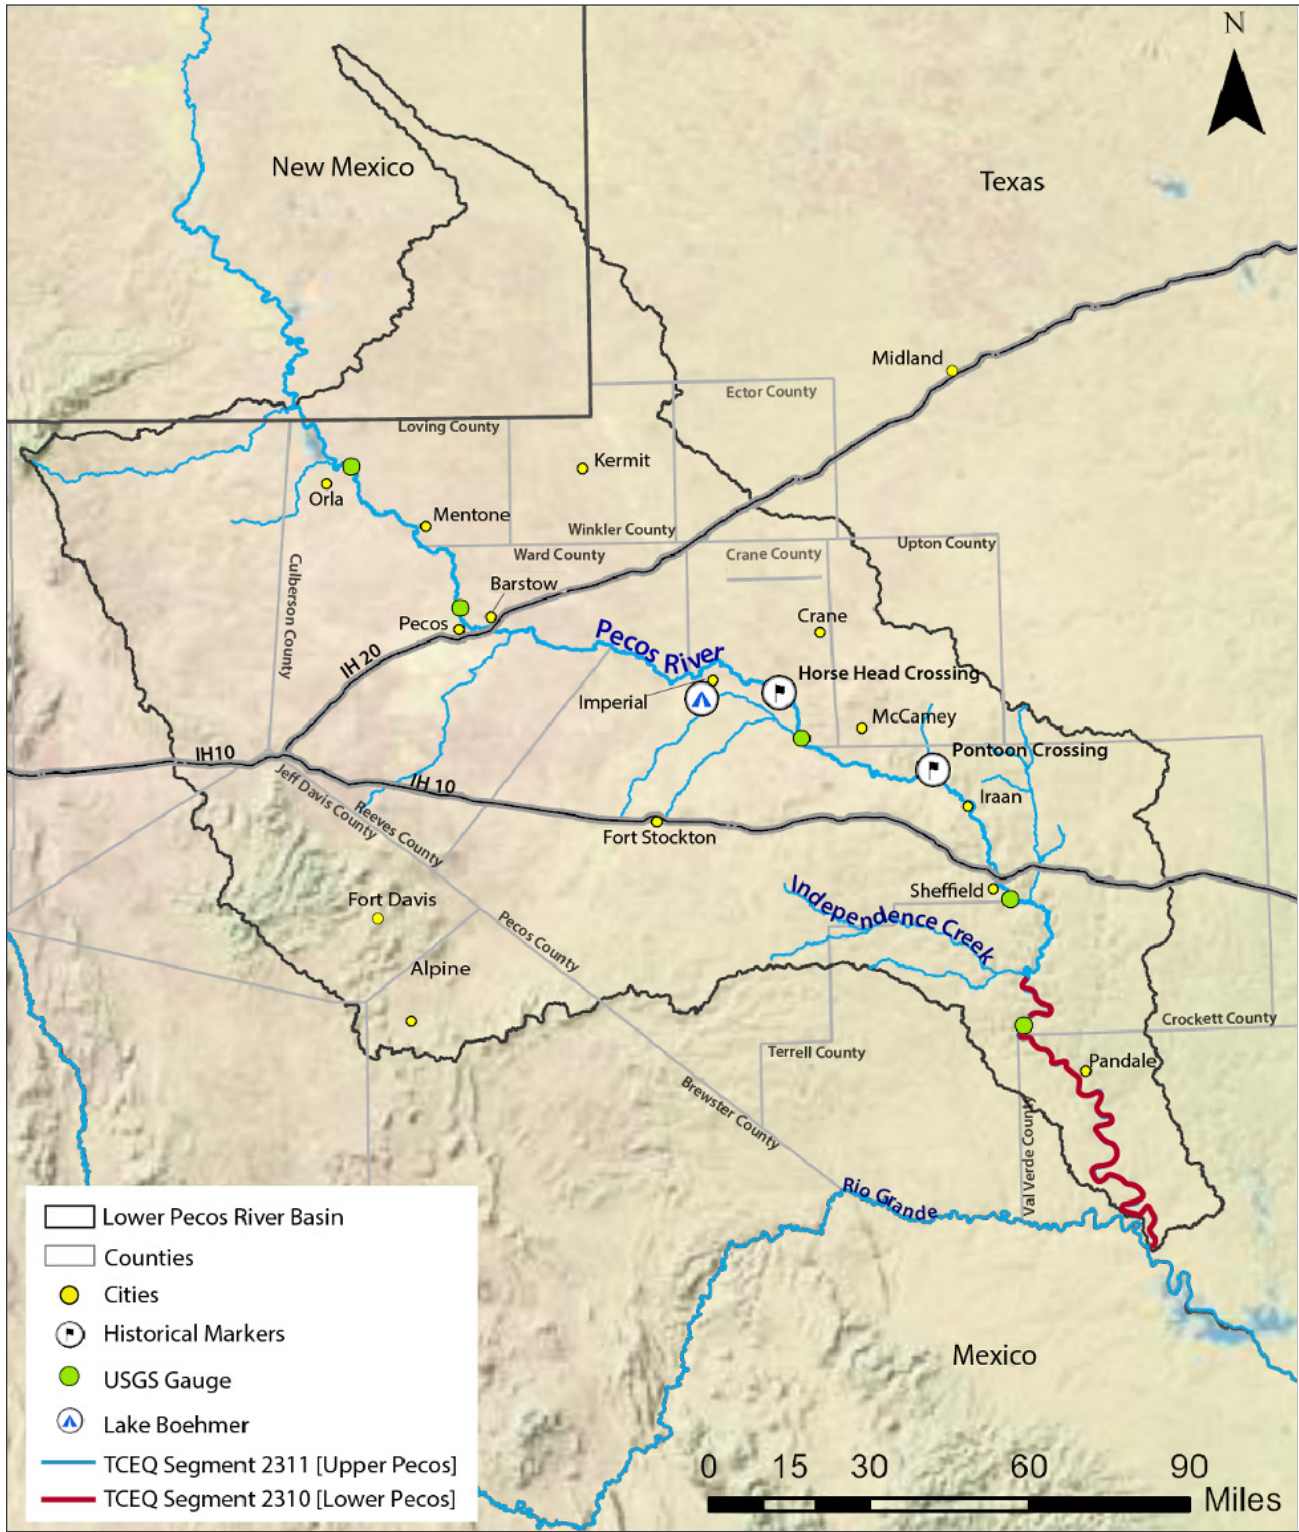 N
New Mexico
Texas
Midland
Ector County
Loving County
Kermit
Orla
Mentone
Winkler County
Upton County
Ward County
Crane County
Culberson County
Barstow
Pecos
Crane
IH 20
Pecos River
Horse Head Crossing
Imperial
McCamey
IH10
Pontoon Crossing
IH 10
Jeff Davis County
Reeves County
Iraan
Fort Stockton
Sheffield
Independence Creek
Fort Davis
Pecos County
Alpine
Crockett County
Terrell County
Pandale
Brewster County
Val Verde County
Rio Grande
Mexico
Lower Pecos River Basin
Counties
Cities
Historical Markers
USGS Gauge
Lake Boehmer
TCEQ Segment 2311 [Upper Pecos]
TCEQ Segment 2310 [Lower Pecos]
0 15 30 60 90
Miles